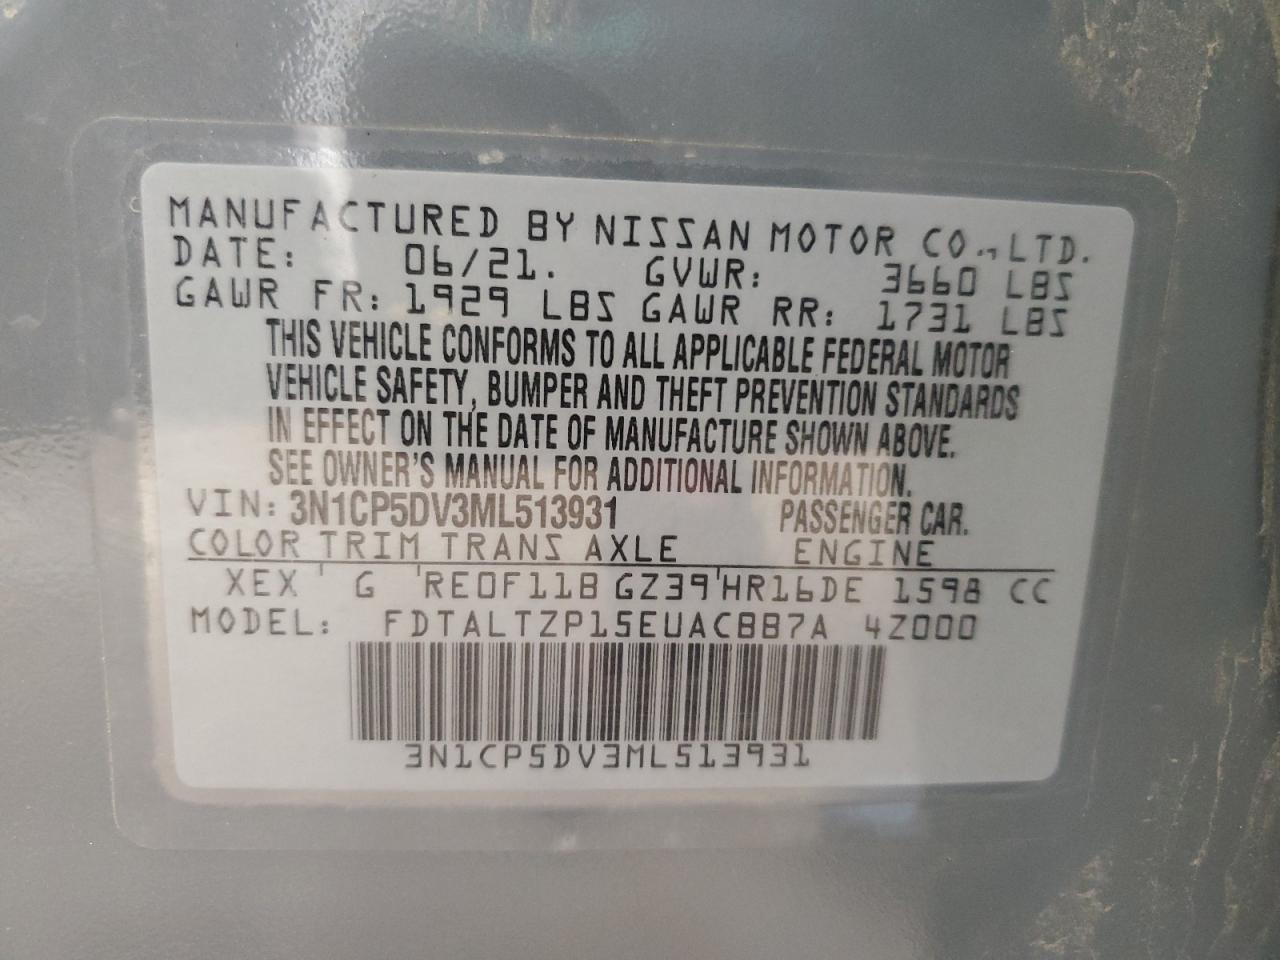 MANUFACTURED BY NISSAN MOTOR CO., LTD.
DATE: 06/21. GVWR: 3660 LBS
GAWR FR: 1929 LBS GAWR RR: 1731 LBS
THIS VEHICLE CONFORMS TO ALL APPLICABLE FEDERAL MOTOR
VEHICLE SAFETY, BUMPER AND THEFT PREVENTION STANDARDS
IN EFFECT ON THE DATE OF MANUFACTURE SHOWN ABOVE.
SEE OWNER'S MANUAL FOR ADDITIONAL INFORMATION.
VIN: 3N1CP5DV3ML513931 PASSENGER CAR.
COLOR TRIM TRANS AXLE ENGINE
XEX ' G 'RE0F11B GZ39'HR16DE 1598 CC
MODEL: FDTALTZP15EUACBB7A 4Z000
3N1CP5DV3ML513931